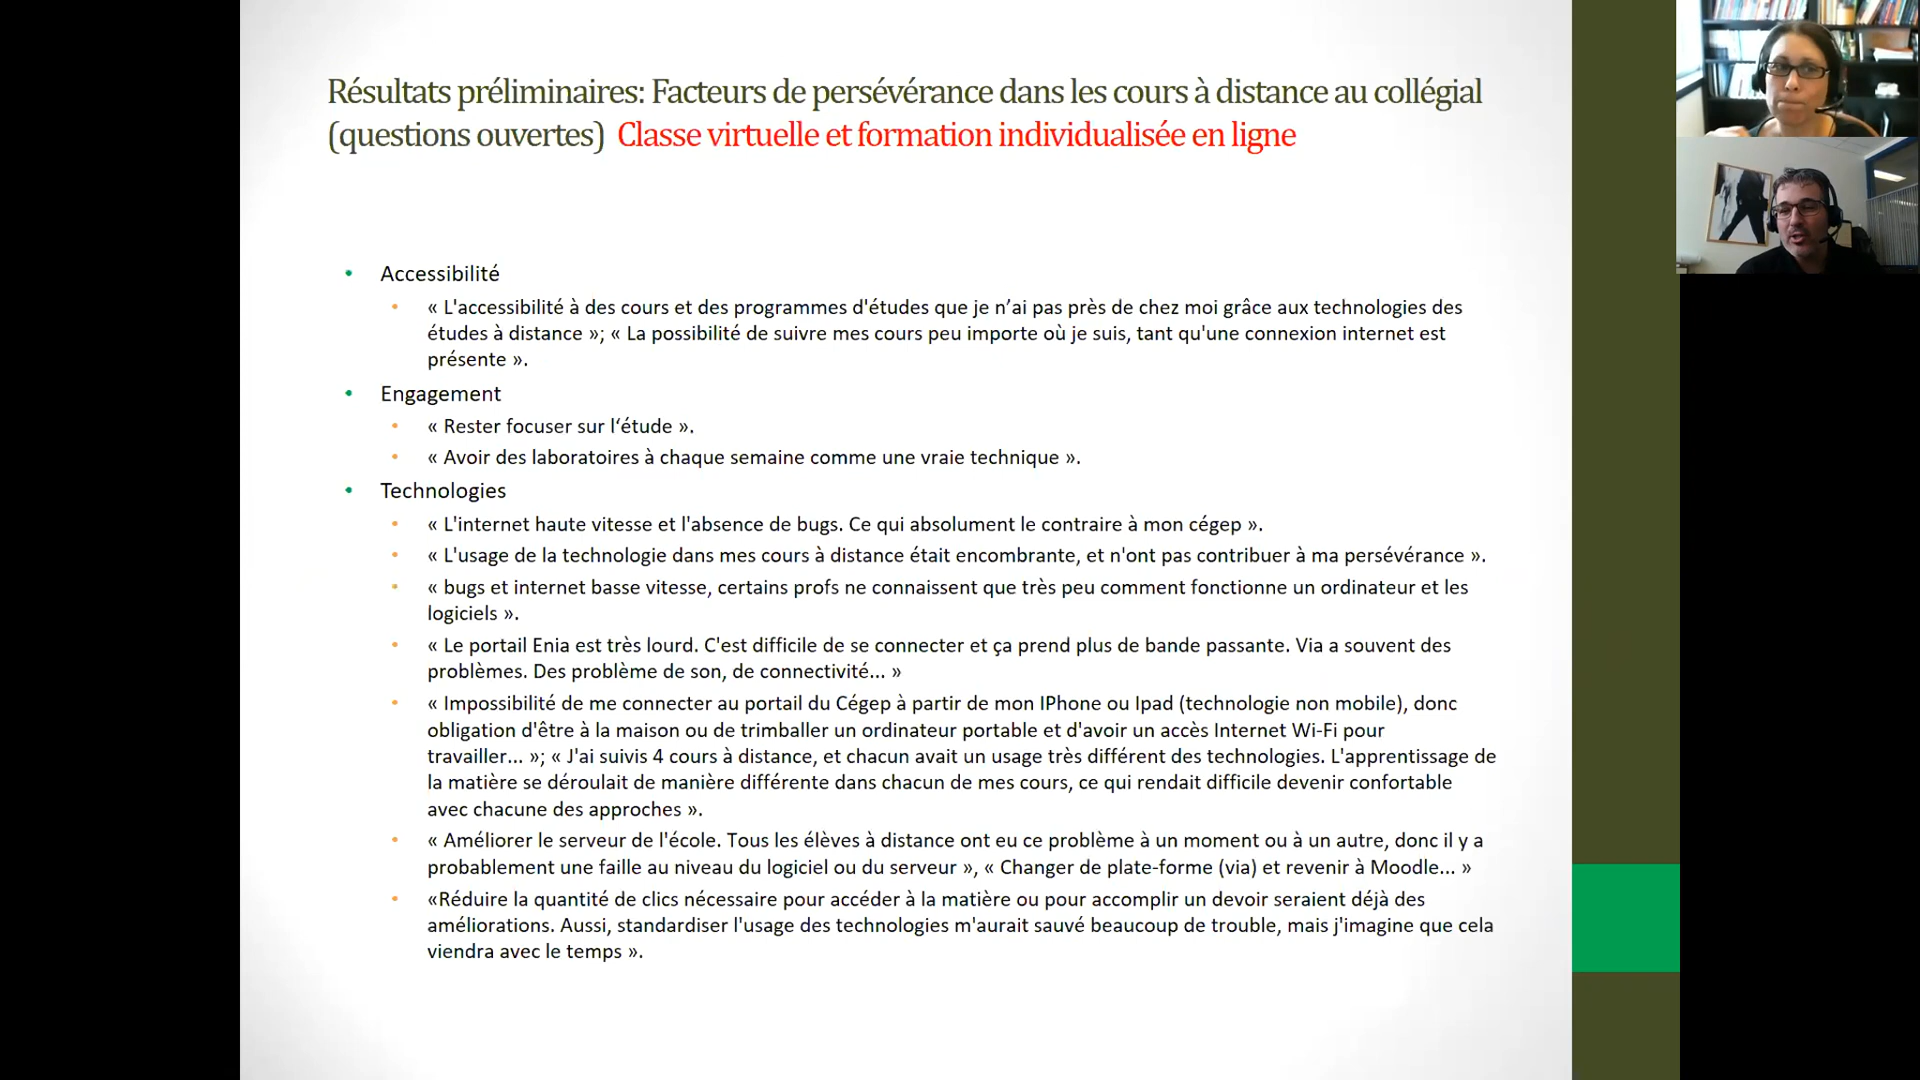 Résultats préliminaires: Facteurs de persévérance dans les cours à distance au collégial
(questions ouvertes) Classe virtuelle et formation individualisée en ligne
• Accessibilité
• « L'accessibilité à des cours et des programmes d'études que je n’ai pas près de chez moi grâce aux technologies des
études à distance »; « La possibilité de suivre mes cours peu importe où je suis, tant qu'une connexion internet est
présente ».
• Engagement
• « Rester focuser sur l‘étude ».
• « Avoir des laboratoires à chaque semaine comme une vraie technique ».
• Technologies
• « L'internet haute vitesse et l'absence de bugs. Ce qui absolument le contraire à mon cégep ».
• « L'usage de la technologie dans mes cours à distance était encombrante, et n'ont pas contribuer à ma persévérance ».
• « bugs et internet basse vitesse, certains profs ne connaissent que très peu comment fonctionne un ordinateur et les
logiciels ».
• « Le portail Enia est très lourd. C'est difficile de se connecter et ça prend plus de bande passante. Via a souvent des
problèmes. Des problème de son, de connectivité... »
• « Impossibilité de me connecter au portail du Cégep à partir de mon IPhone ou Ipad (technologie non mobile), donc
obligation d'être à la maison ou de trimballer un ordinateur portable et d'avoir un accès Internet Wi-Fi pour
travailler... »; « J'ai suivis 4 cours à distance, et chacun avait un usage très différent des technologies. L'apprentissage de
la matière se déroulait de manière différente dans chacun de mes cours, ce qui rendait difficile devenir confortable
avec chacune des approches ».
• « Améliorer le serveur de l'école. Tous les élèves à distance ont eu ce problème à un moment ou à un autre, donc il y a
probablement une faille au niveau du logiciel ou du serveur », « Changer de plate-forme (via) et revenir à Moodle... »
• «Réduire la quantité de clics nécessaire pour accéder à la matière ou pour accomplir un devoir seraient déjà des
améliorations. Aussi, standardiser l'usage des technologies m'aurait sauvé beaucoup de trouble, mais j'imagine que cela
viendra avec le temps ».